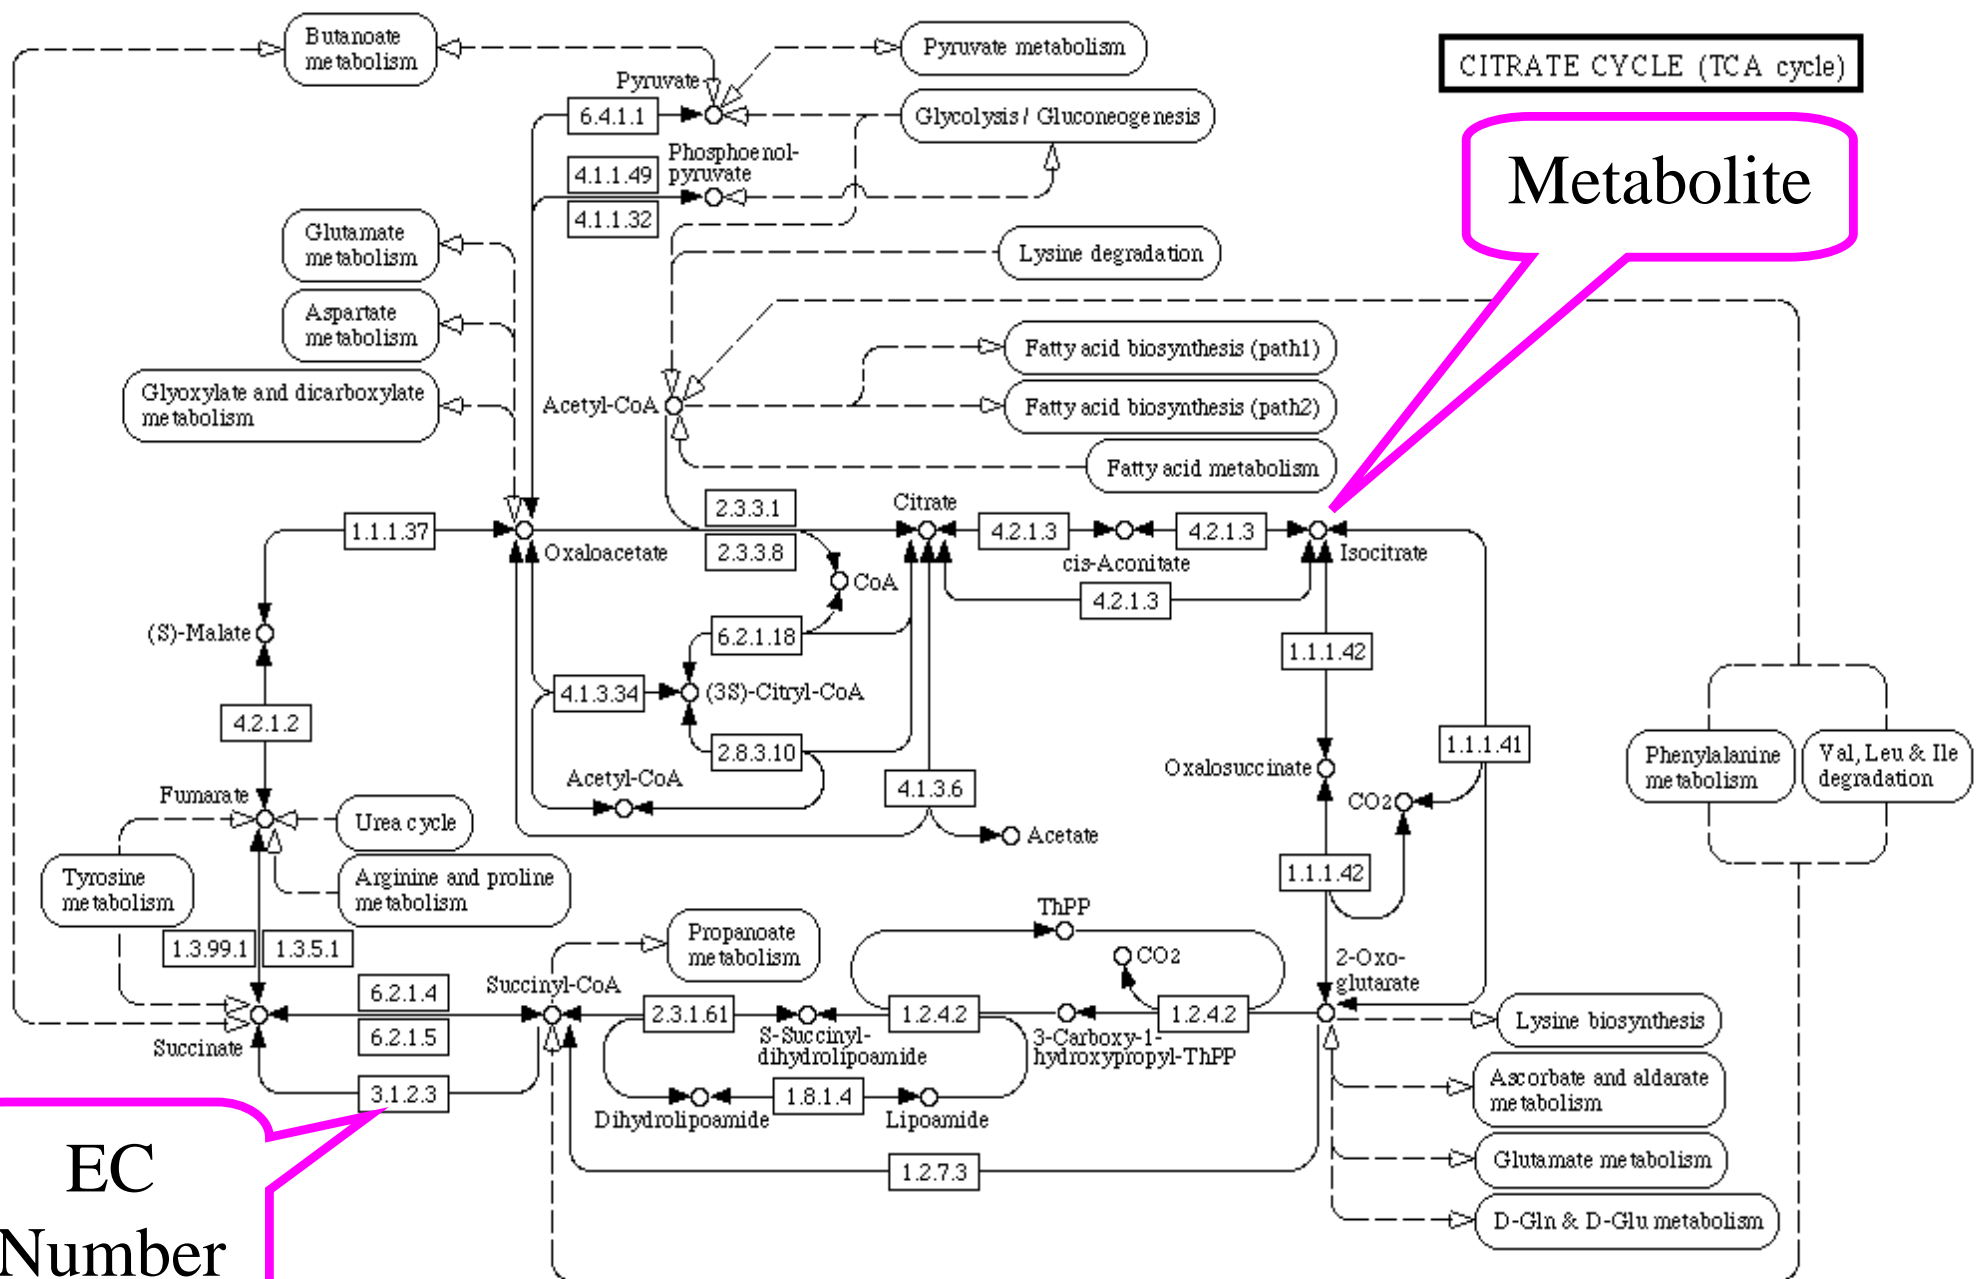 Butanoate
metabolism
Pyruvate metabolism
CITRATE CYCLE (TCA cycle)
Pyruvate
6.4.1.1
Glycolysis / Gluconeogenesis
Metabolite
Phosphoenol-
pyruvate
4.1.1.49
4.1.1.32
Glutamate
metabolism
Lysine degradation
Aspartate
metabolism
Fatty acid biosynthesis (path1)
Glyoxylate and dicarboxylate
metabolism
Acetyl-CoA
Fatty acid biosynthesis (path2)
Fatty acid metabolism
1.1.1.37
Oxaloacetate
2.3.3.1
2.3.3.8
Citrate
4.2.1.3
cis-Aconitate
4.2.1.3
Isocitrate
CoA
4.2.1.3
(S)-Malate
6.2.1.18
1.1.1.42
4.1.3.34
(3S)-Citryl-CoA
4.2.1.2
2.8.3.10
1.1.1.41
Phenylalanine
metabolism
Val, Leu & Ile
degradation
Acetyl-CoA
4.1.3.6
Oxalosuccinate
CO2
Fumarate
Urea cycle
Acetate
Tyrosine
metabolism
Arginine and proline
metabolism
1.1.1.42
ThPP
1.3.99.1
1.3.5.1
Propanoate
metabolism
CO2
2-Oxo-
glutarate
6.2.1.4
6.2.1.5
Succinyl-CoA
2.3.1.61
1.2.4.2
1.2.4.2
Lysine biosynthesis
Succinate
S-Succinyl-
dihydrolipoamide
3-Carboxy-1-
hydroxypropyl-ThPP
3.1.2.3
1.8.1.4
Ascorbate and aldarate
metabolism
Dihydrolipoamide
Lipoamide
EC
Number
1.2.7.3
Glutamate metabolism
D-Gln & D-Glu metabolism